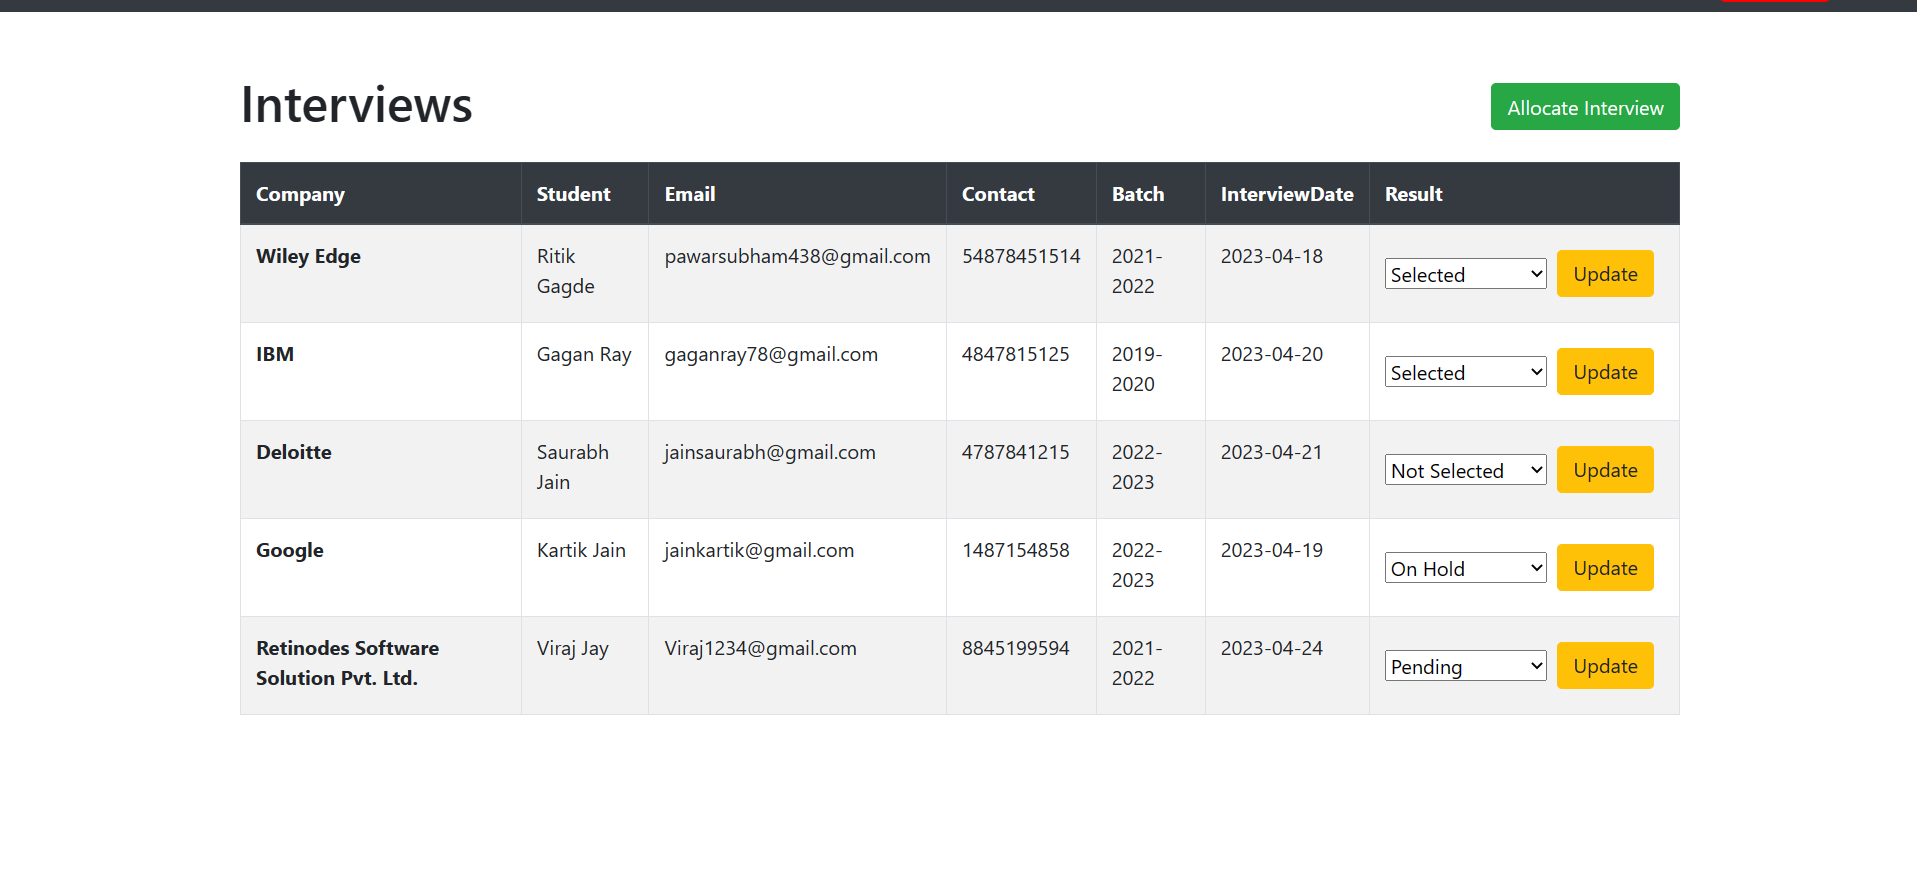 Interviews
Allocate Interview
Company Student Email Contact Batch InterviewDate Result
Wiley Edge Ritik pawarsubham438@gmail.com 54878451514 2021- 2023-04-18
Gagde 2022
Selected Update
IBM Gagan Ray gaganray78@gmail.com 4847815125 2019- 2023-04-20
2020
Selected Update
Deloitte Saurabh jainsaurabh@gmail.com 4787841215 2022- 2023-04-21
Jain 2023
Not Selected Update
Google Kartik Jain jainkartik@gmail.com 1487154858 2022- 2023-04-19
2023
On Hold Update
Retinodes Software Viraj Jay Viraj1234@gmail.com 8845199594 2021- 2023-04-24
Solution Pvt. Ltd. 2022
Pending Update